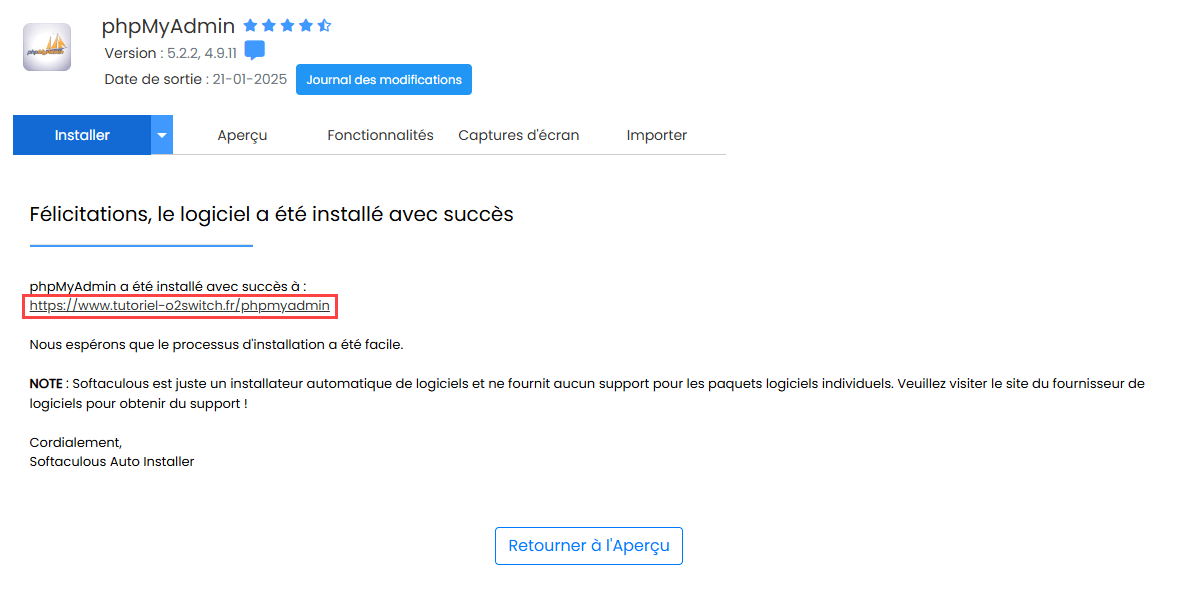 phpMyAdmin
phpMyAdmin
Version : 5.2.2, 4.9.11
Date de sortie : 21-01-2025
Journal des modifications
Installer
Aperçu
Fonctionnalités
Captures d'écran
Importer
Félicitations, le logiciel a été installé avec succès
phpMyAdmin a été installé avec succès à :
https://www.tutoriel-o2switch.fr/phpmyadmin
Nous espérons que le processus d'installation a été facile.
NOTE : Softaculous est juste un installateur automatique de logiciels et ne fournit aucun support pour les paquets logiciels individuels. Veuillez visiter le site du fournisseur de
logiciels pour obtenir du support !
Cordialement,
Softaculous Auto Installer
Retourner à l'Aperçu